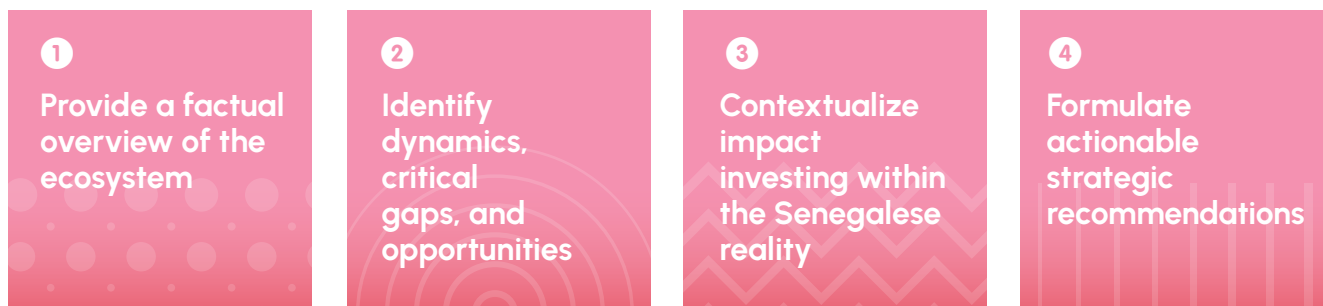 1
Provide a factual
overview of the
ecosystem
2
Identify
dynamics,
critical
gaps, and
opportunities
3
Contextualize
impact
investing within
the Senegalese
reality
4
Formulate
actionable
strategic
recommendations